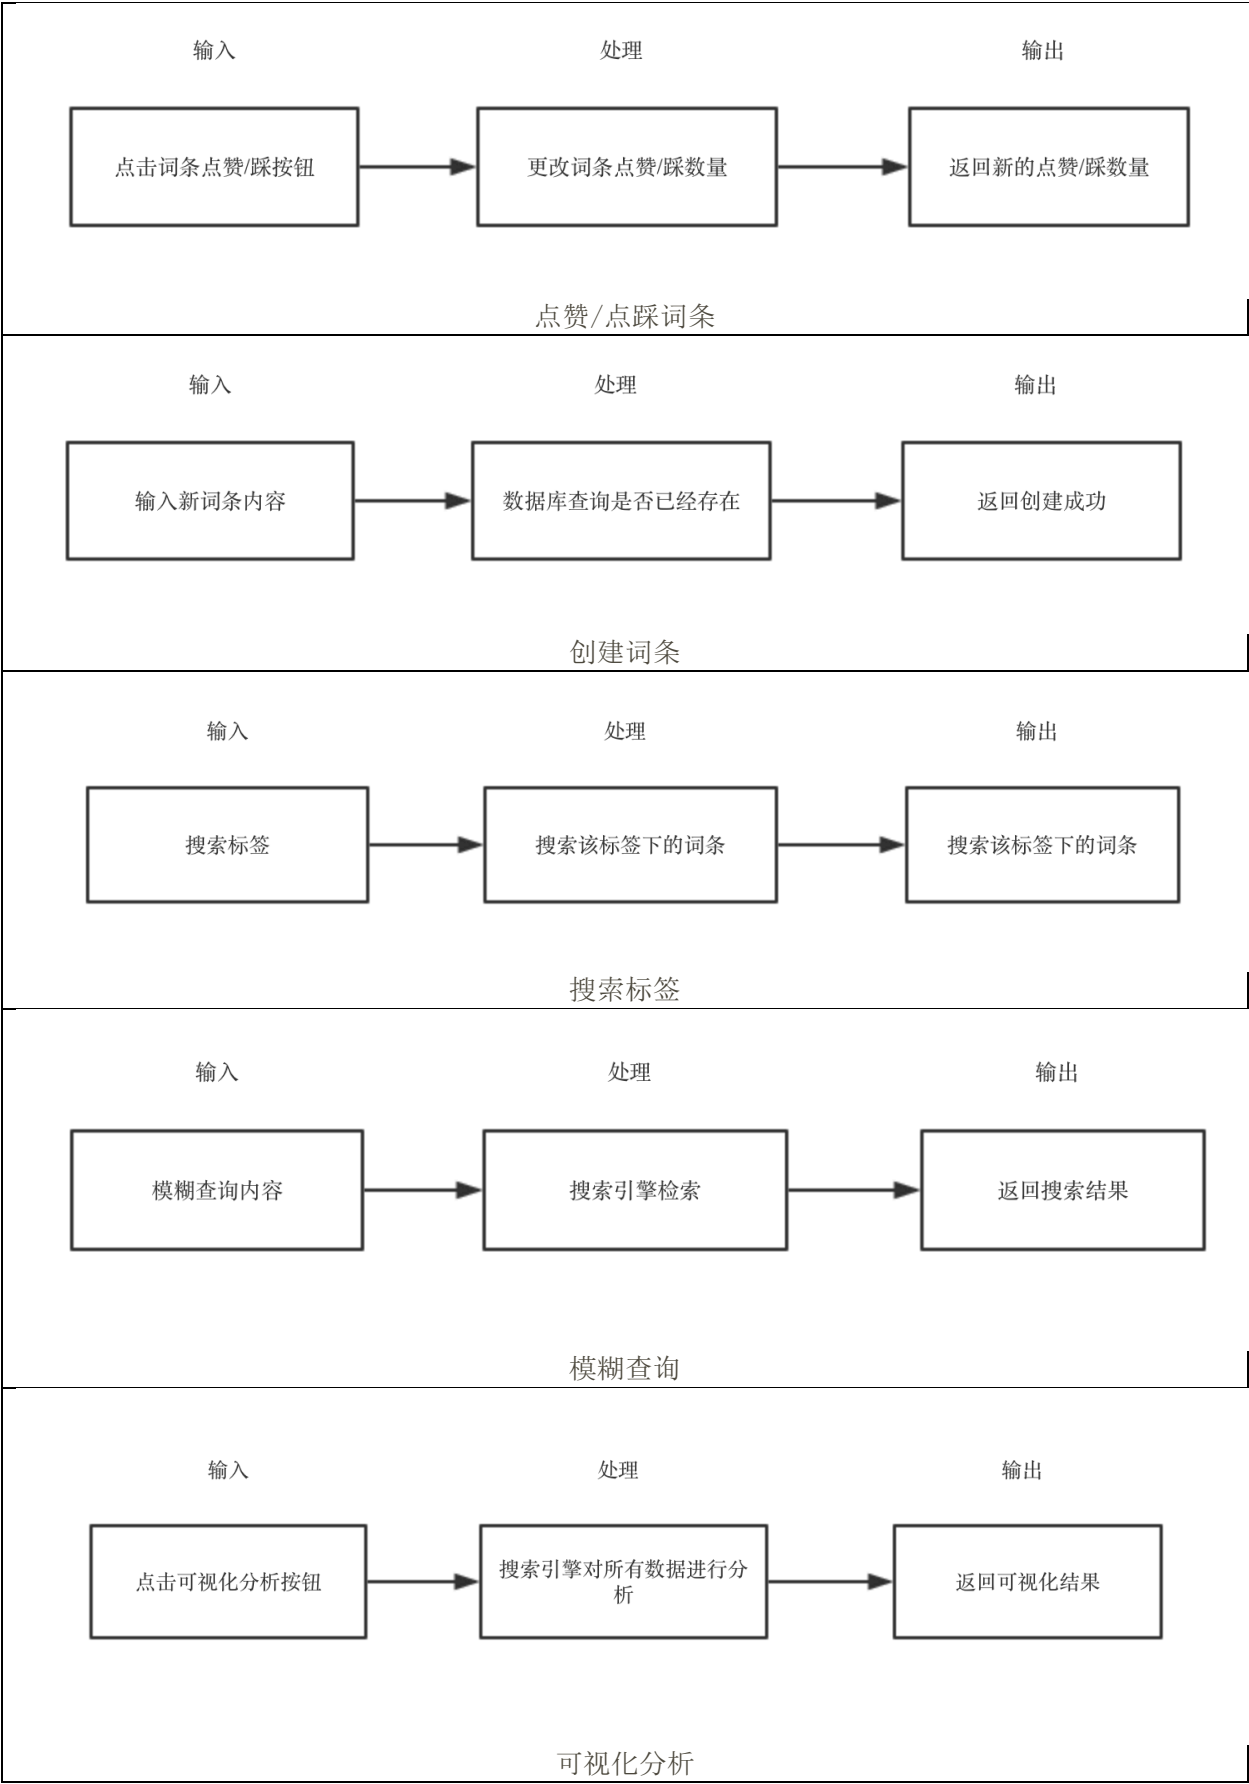 输入
处理
输出
点击词条点赞/踩按钮
更改词条点赞/踩数量
返回新的点赞/踩数量
点赞/点踩词条
输入
处理
输出
输入新词条内容
数据库查询是否已经存在
返回创建成功
创建词条
输入
处理
输出
搜索标签
搜索该标签下的词条
搜索该标签下的词条
搜索标签
输入
处理
输出
模糊查询内容
搜索引擎检索
返回搜索结果
模糊查询
输入
处理
输出
点击可视化分析按钮
搜索引擎对所有数据进行分
析
返回可视化结果
可视化分析